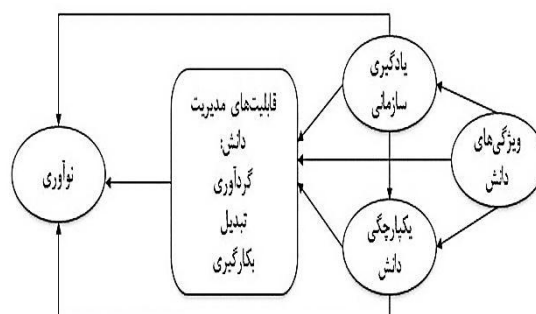 یادگیری
سازمانی
ویژگی‌های
دانش
یکپارچگی
دانش
قابلیت‌های مدیریت
دانش:
گردآوری
تبدیل
بکارگیری
نوآوری